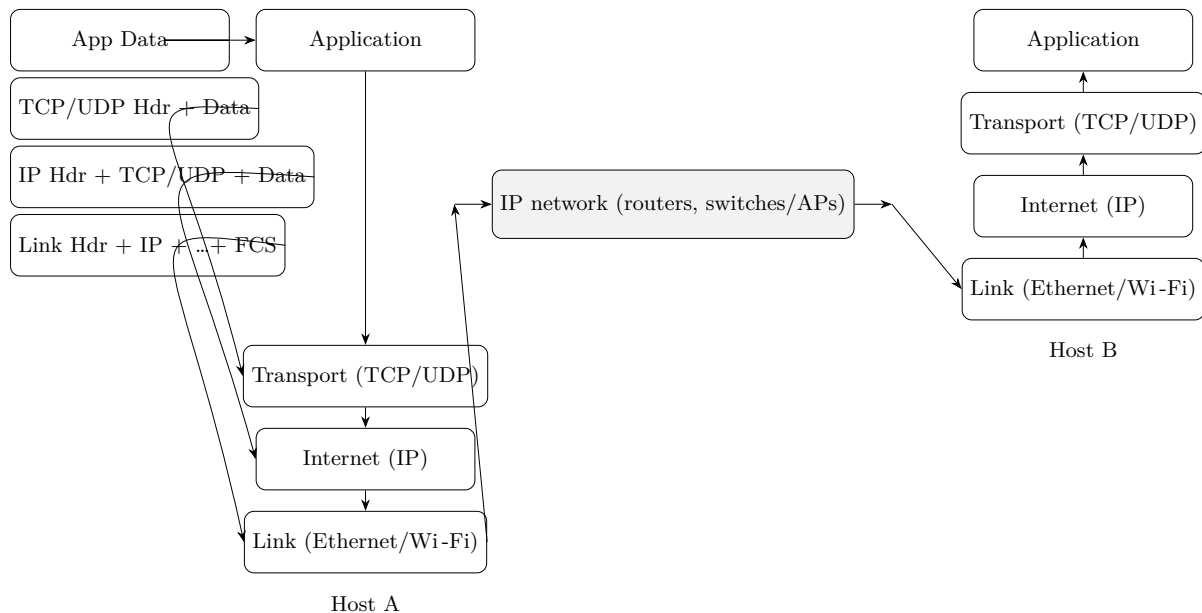 App Data
Application
TCP/UDP Hdr + Data
IP Hdr + TCP/UDP + Data
Link Hdr + IP + ...+ FCS
Transport (TCP/UDP)
Internet (IP)
Link (Ethernet/Wi-Fi)
Host A
IP network (routers, switches/APs)
Application
Transport (TCP/UDP)
Internet (IP)
Link (Ethernet/Wi-Fi)
Host B